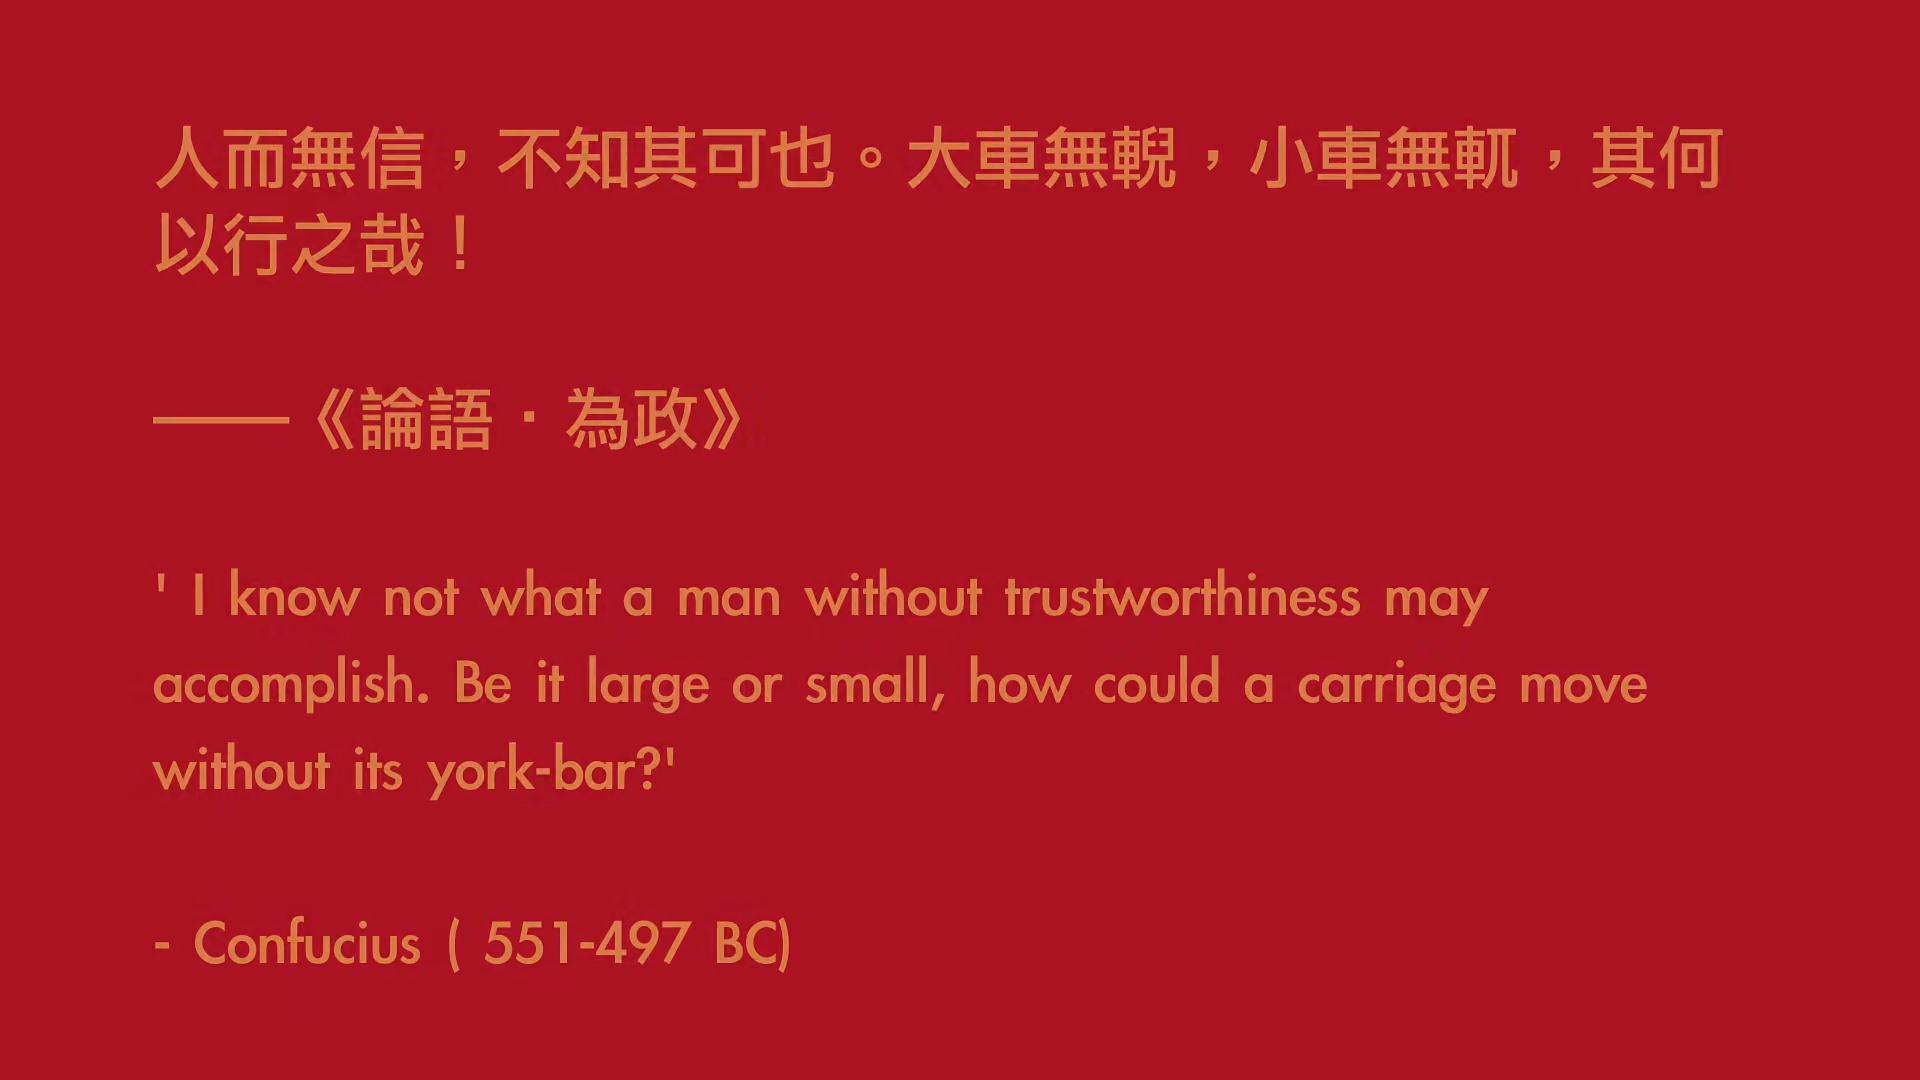 人而無信，不知其可也。大車無輗，小車無軏，其何
以行之哉！
——《論語．為政》
' I know not what a man without trustworthiness may
accomplish. Be it large or small, how could a carriage move
without its york-bar?'
- Confucius ( 551-497 BC)